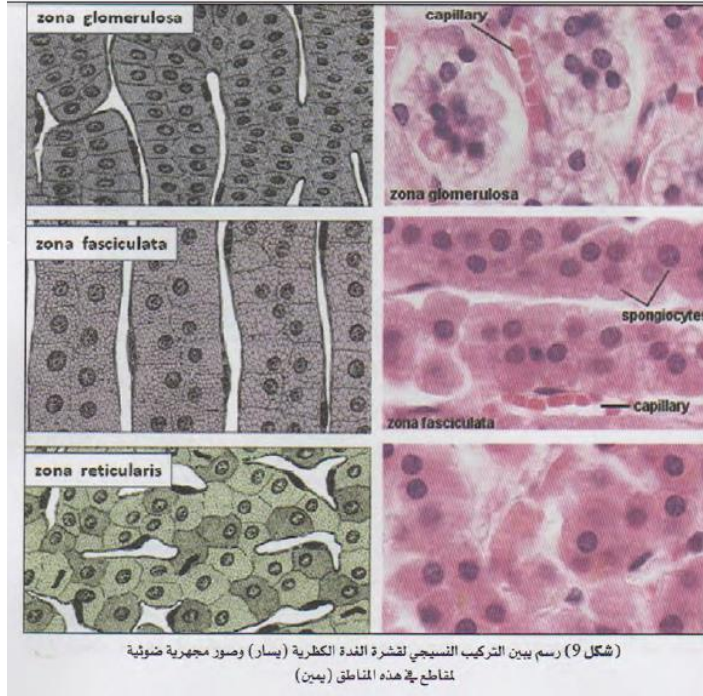 zona glomerulosa
capillary
zona glomerulosa
zona fasciculata
spongiocytes
capillary
zona fasciculata
zona reticularis
(شكل 9) رسم يبين التركيب النسيجي لقشرة الغدة الكظرية (يسار) وصور مجهرية ضوئية
لمقاطع في هذه المناطق (يمين)